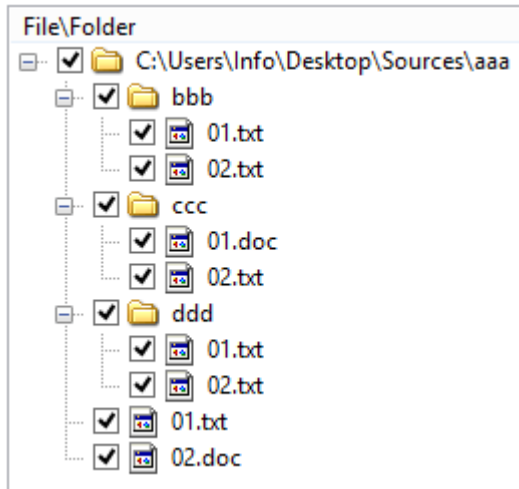 File\Folder
C:\Users\Info\Desktop\Sources\aaa
bbb
01.txt
02.txt
ccc
01.doc
02.txt
ddd
01.txt
02.txt
01.txt
02.doc